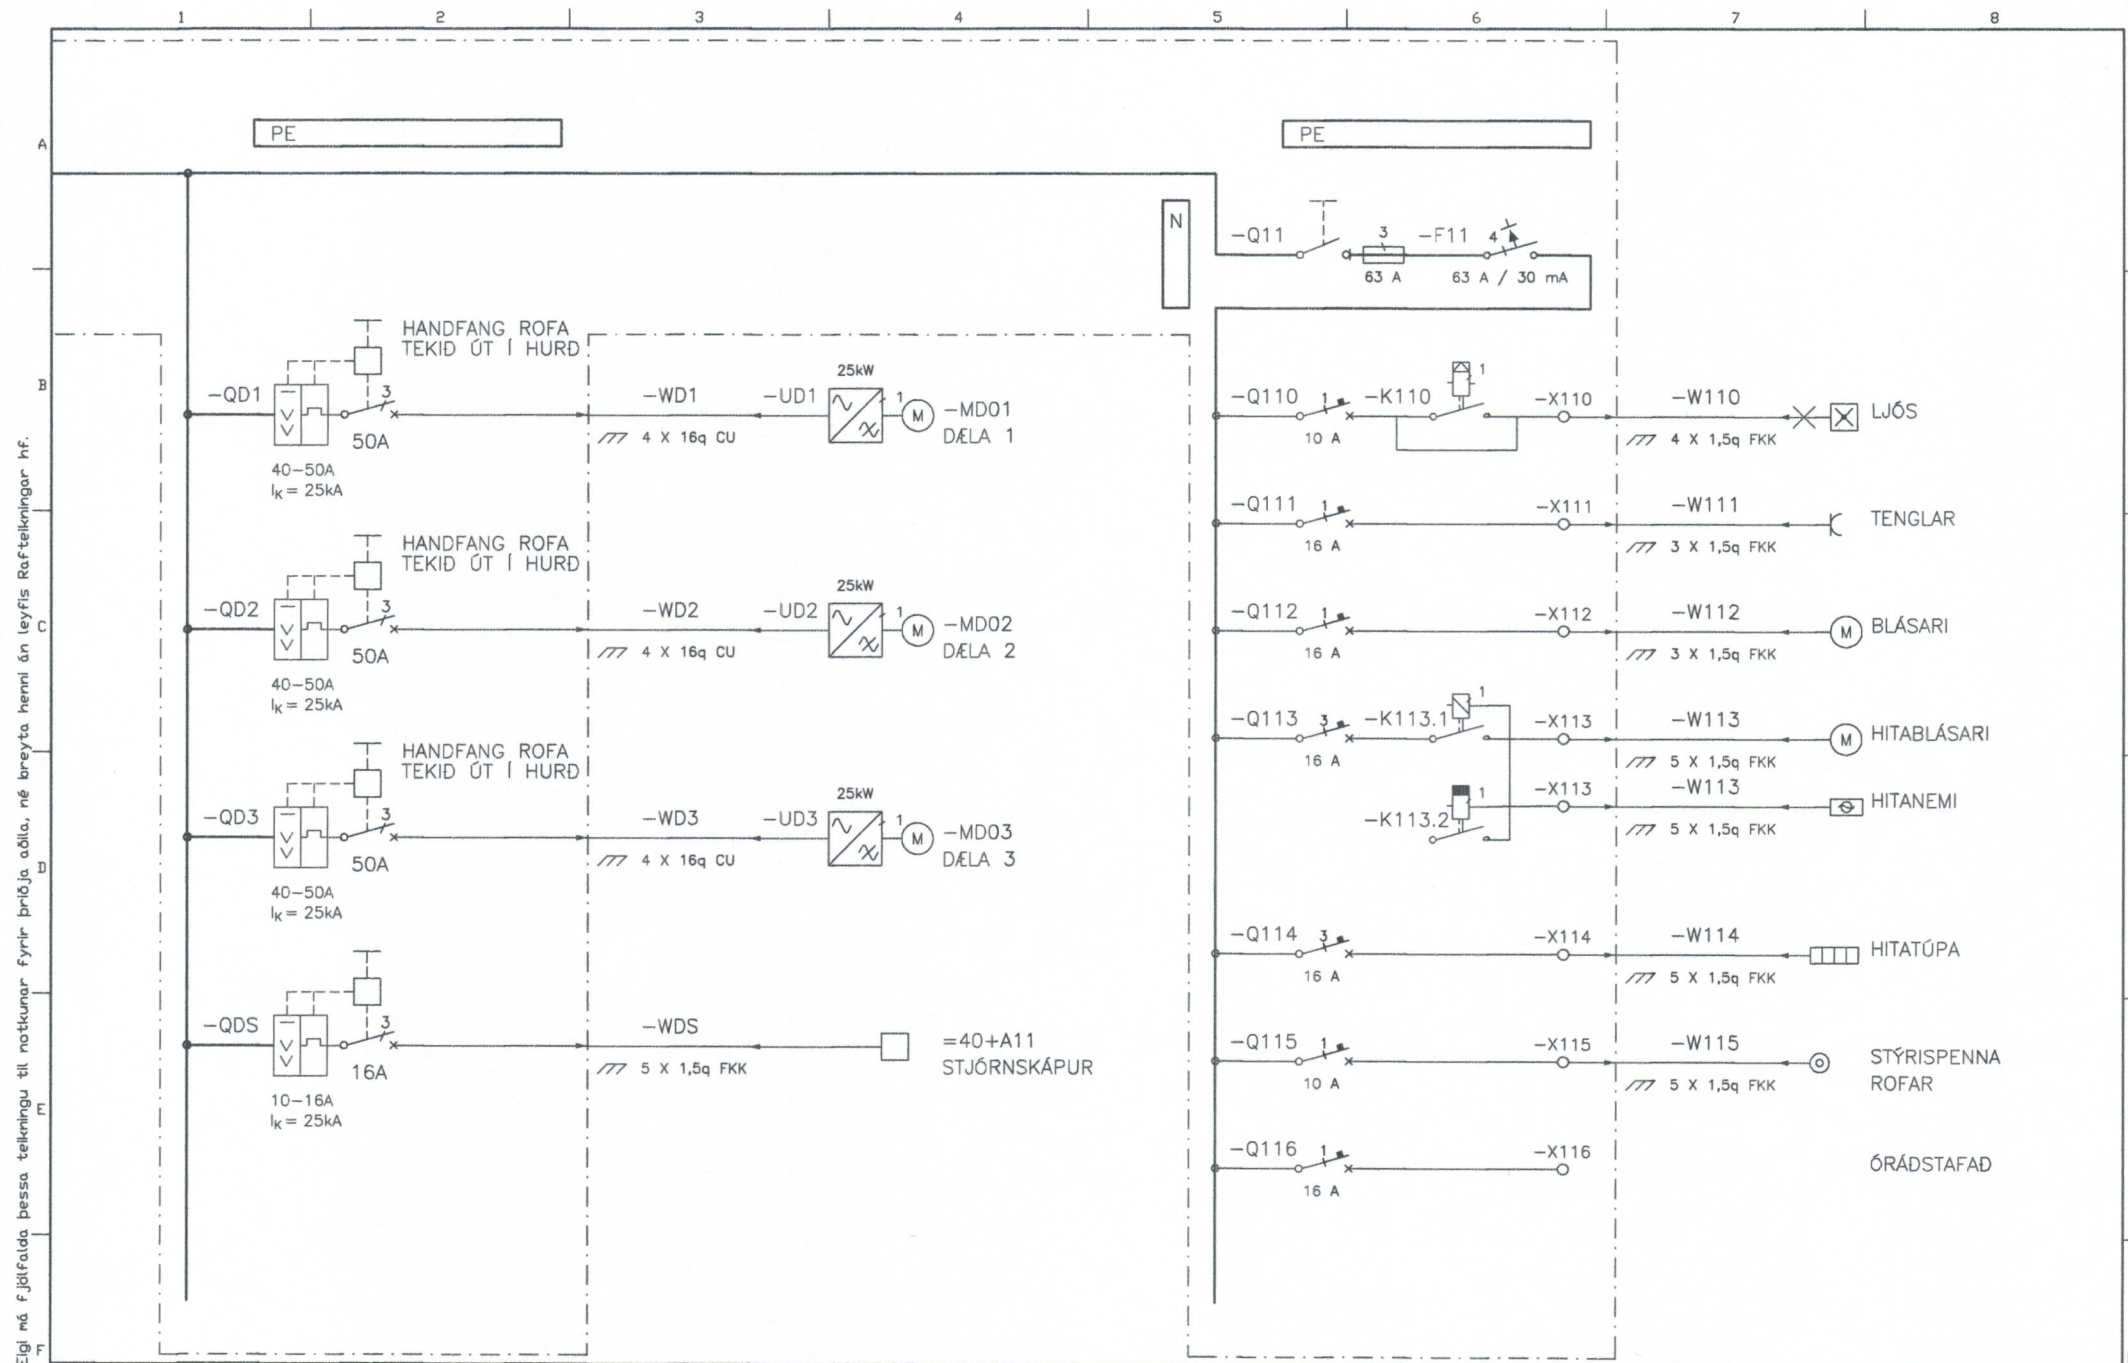 1 2 3 4 5 6 7 8
A
B
C
D
E
F
Eigi má fjölfalda þessa teikningu til notkunar fyrir þriðja aðila, né breyta henni án leyfis Rafteikningar hf.
PE
PE
N
-Q11
3
63 A
-F11
4
63 A / 30 mA
HANDFANG ROFA
TEKIÐ ÚT Í HURÐ
-QD1
3
50A
40-50A
IK = 25kA
-WD1
4 X 16q CU
-UD1
25kW
1
M
-MD01
DÆLA 1
HANDFANG ROFA
TEKIÐ ÚT Í HURÐ
-QD2
3
50A
40-50A
IK = 25kA
-WD2
4 X 16q CU
-UD2
25kW
1
M
-MD02
DÆLA 2
HANDFANG ROFA
TEKIÐ ÚT Í HURÐ
-QD3
3
50A
40-50A
IK = 25kA
-WD3
4 X 16q CU
-UD3
25kW
1
M
-MD03
DÆLA 3
-QDS
3
16A
10-16A
IK = 25kA
-WDS
5 X 1,5q FKK
=40+A11
STJÓRNSKÁPUR
-Q110
1
10 A
-K110
1
-X110
-W110
4 X 1,5q FKK
LJÓS
-Q111
1
16 A
-X111
-W111
3 X 1,5q FKK
TENGLAR
-Q112
1
16 A
-X112
-W112
3 X 1,5q FKK
M
BLÁSARI
-Q113
3
16 A
-K113.1
1
-X113
-W113
5 X 1,5q FKK
M
HITABLÁSARI
-K113.2
1
-X113
-W113
5 X 1,5q FKK
HITANEMI
-Q114
3
16 A
-X114
-W114
5 X 1,5q FKK
HITATÚPA
-Q115
1
10 A
-X115
-W115
5 X 1,5q FKK
STÝRISPENNA
ROFAR
-Q116
1
16 A
-X116
ÓRÁDSTAFAÐ